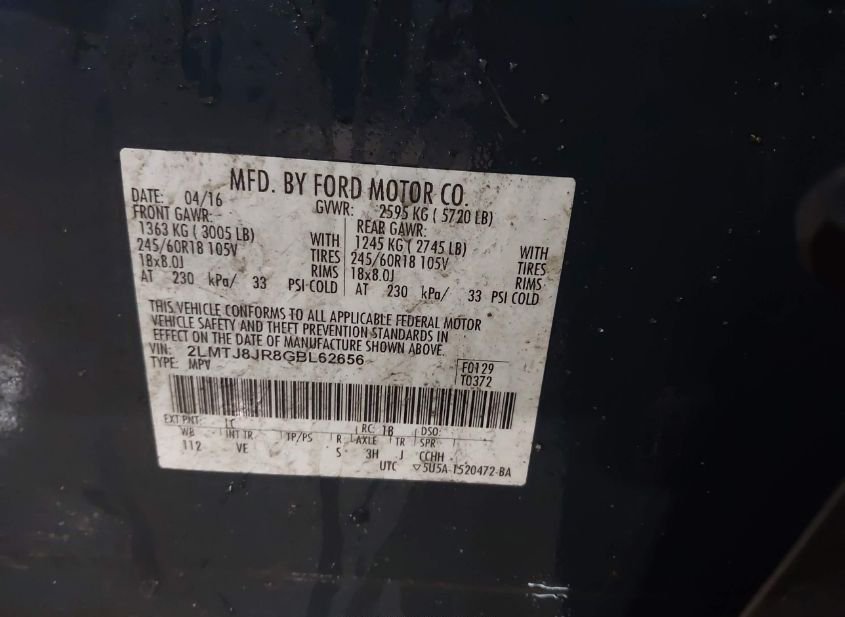 MFD. BY FORD MOTOR CO.
DATE: 04/16 GVWR: 2595 KG ( 5720 LB)
FRONT GAWR: REAR GAWR:
1363 KG ( 3005 LB) WITH 1245 KG ( 2745 LB) WITH
245/60R18 105V TIRES 245/60R18 105V TIRES
18x8.0J RIMS 18x8.0J RIMS
AT 230 kPa/ 33 PSI COLD AT 230 kPa/ 33 PSI COLD
THIS VEHICLE CONFORMS TO ALL APPLICABLE FEDERAL MOTOR
VEHICLE SAFETY AND THEFT PREVENTION STANDARDS IN
EFFECT ON THE DATE OF MANUFACTURE SHOWN ABOVE.
VIN: 2LMTJ8JR8GBL62656 F0129
TYPE: MPV T0372
EXT PNT: RC: 18 DSO:
WB INT TR TP/PS R AXLE TR SPR
112 VE S 3H J CCHH
UTC ▽5U5A-1520472-BA